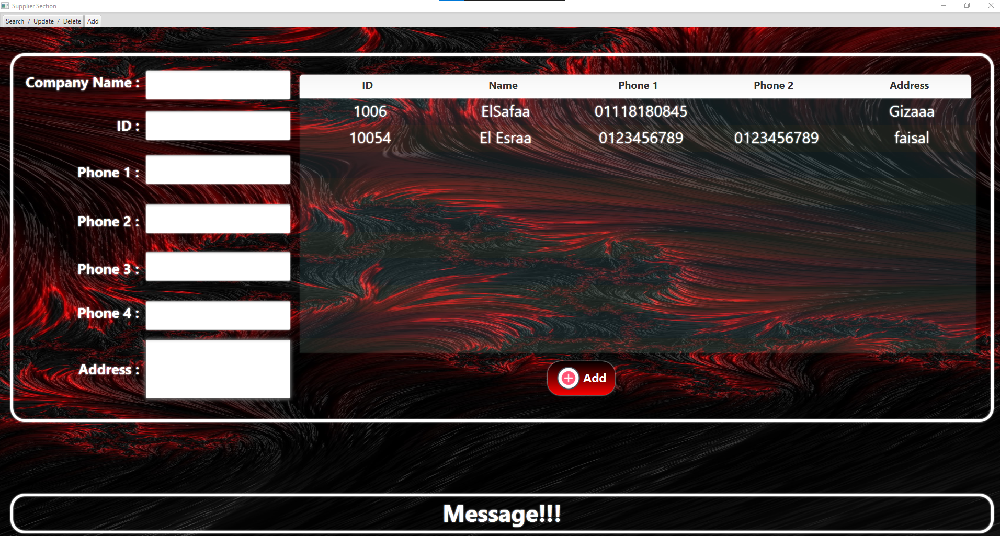 Supplier Section
Search / Update / Delete Add
Company Name :
ID :
Phone 1 :
Phone 2 :
Phone 3 :
Phone 4 :
Address :
ID Name Phone 1 Phone 2 Address
1006 ElSafaa 01118180845 Gizaaa
10054 El Esraa 0123456789 0123456789 faisal
Add
Message!!!